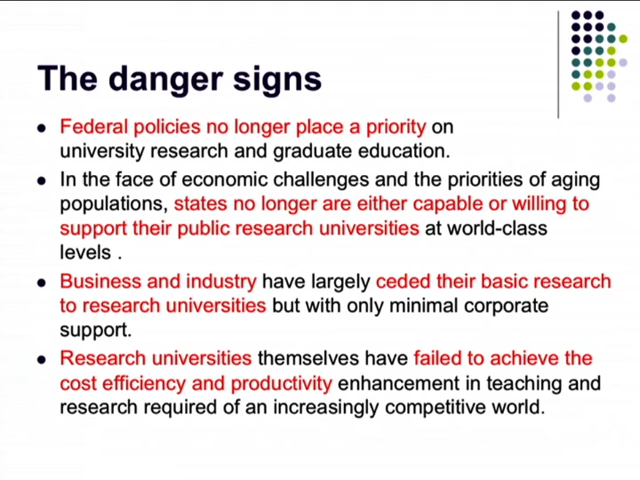 The danger signs
• Federal policies no longer place a priority on
university research and graduate education.
• In the face of economic challenges and the priorities of aging
populations, states no longer are either capable or willing to
support their public research universities at world-class
levels .
• Business and industry have largely ceded their basic research
to research universities but with only minimal corporate
support.
• Research universities themselves have failed to achieve the
cost efficiency and productivity enhancement in teaching and
research required of an increasingly competitive world.